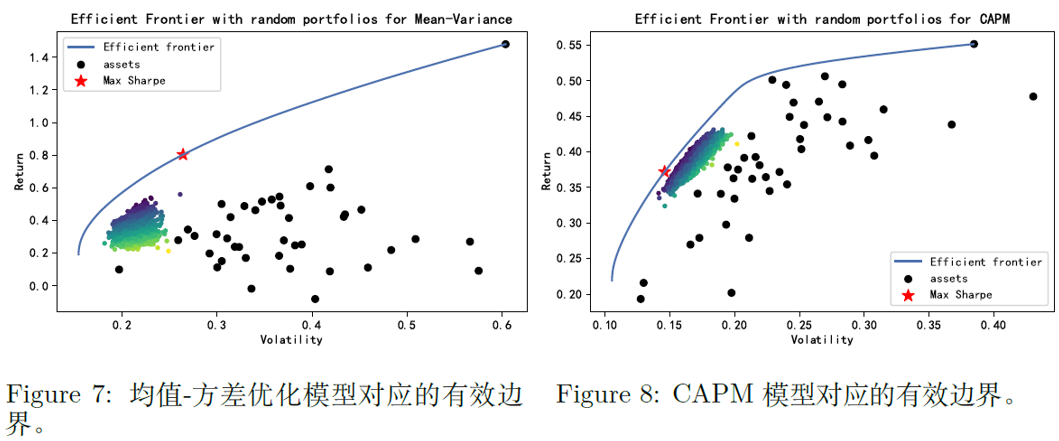 Efficient Frontier with random portfolios for Mean-Variance
Efficient frontier
assets
Max Sharpe
1.4
1.2
1.0
0.8
0.6
0.4
0.2
0.0
Return
0.2 0.3 0.4 0.5 0.6
Volatility
Efficient Frontier with random portfolios for CAPM
0.55
0.50
0.45
0.40
0.35
0.30
0.25
0.20
Return
Efficient frontier
assets
Max Sharpe
0.10 0.15 0.20 0.25 0.30 0.35 0.40
Volatility
Figure 7: 均值-方差优化模型对应的有效边
界。
Figure 8: CAPM 模型对应的有效边界。